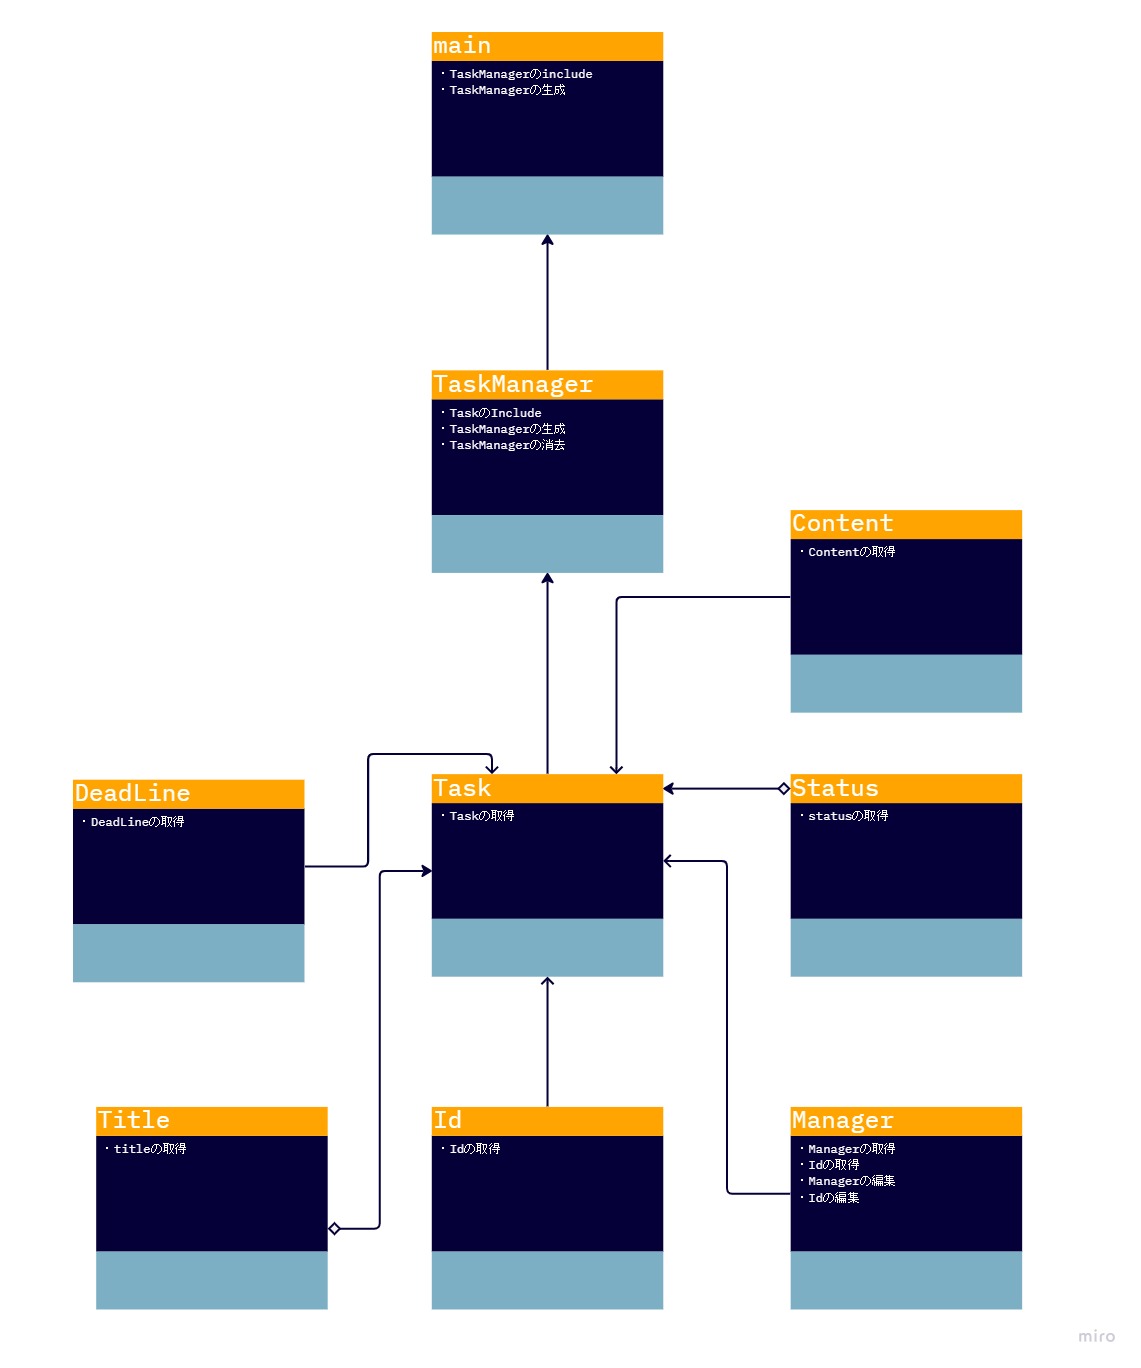 main
・TaskManagerのinclude
・TaskManagerの生成
TaskManager
・TaskのInclude
・TaskManagerの生成
・TaskManagerの消去
Content
・Contentの取得
DeadLine
・DeadLineの取得
Task
・Taskの取得
Status
・statusの取得
Title
・titleの取得
Id
・Idの取得
Manager
・Managerの取得
・Idの取得
・Managerの編集
・Idの編集
miro